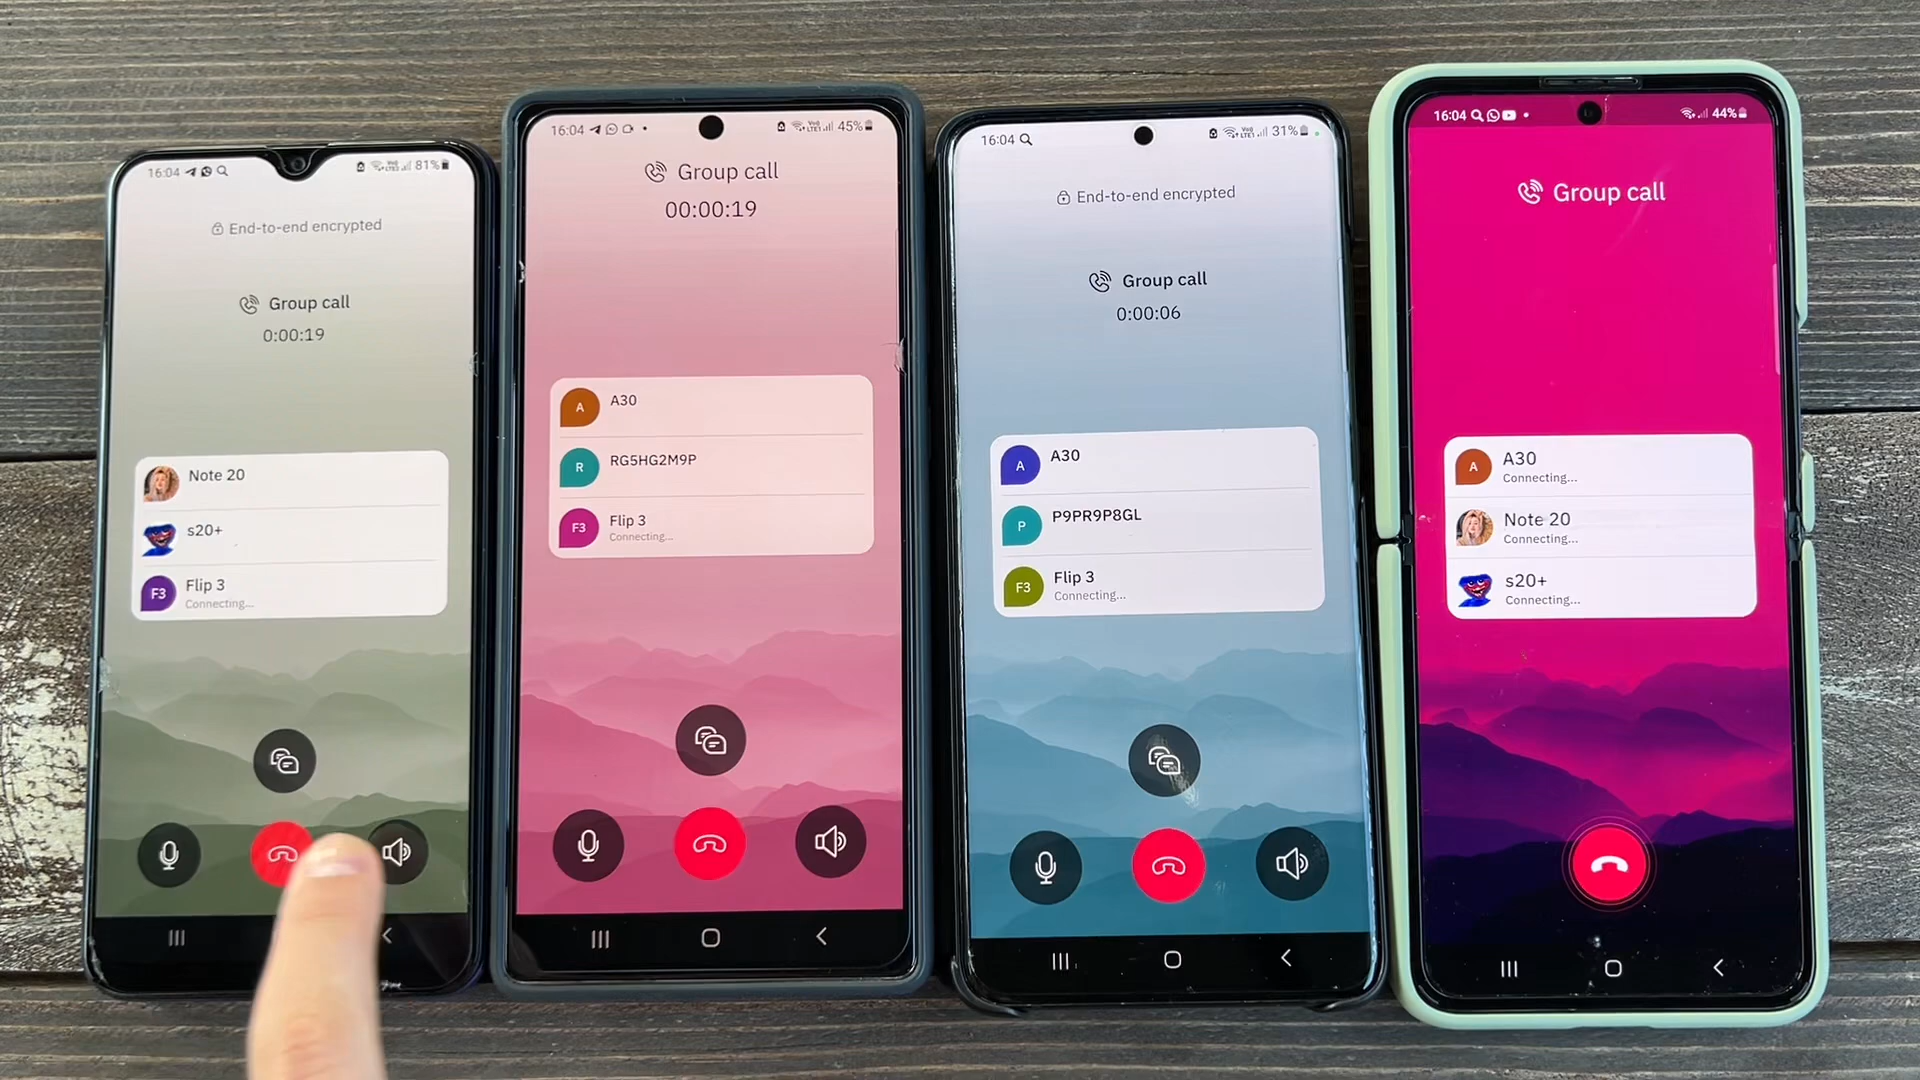 16:04
81%
End-to-end encrypted
Group call
0:00:19
Note 20
s20+
F3
Flip 3
Connecting...
16:04
45%
Group call
00:00:19
A
A30
R
RG5HG2M9P
F3
Flip 3
Connecting...
16:04
31%
End-to-end encrypted
Group call
0:00:06
A
A30
P
P9PR9P8GL
F3
Flip 3
Connecting...
16:04
44%
Group call
A
A30
Connecting...
Note 20
Connecting...
s20+
Connecting...